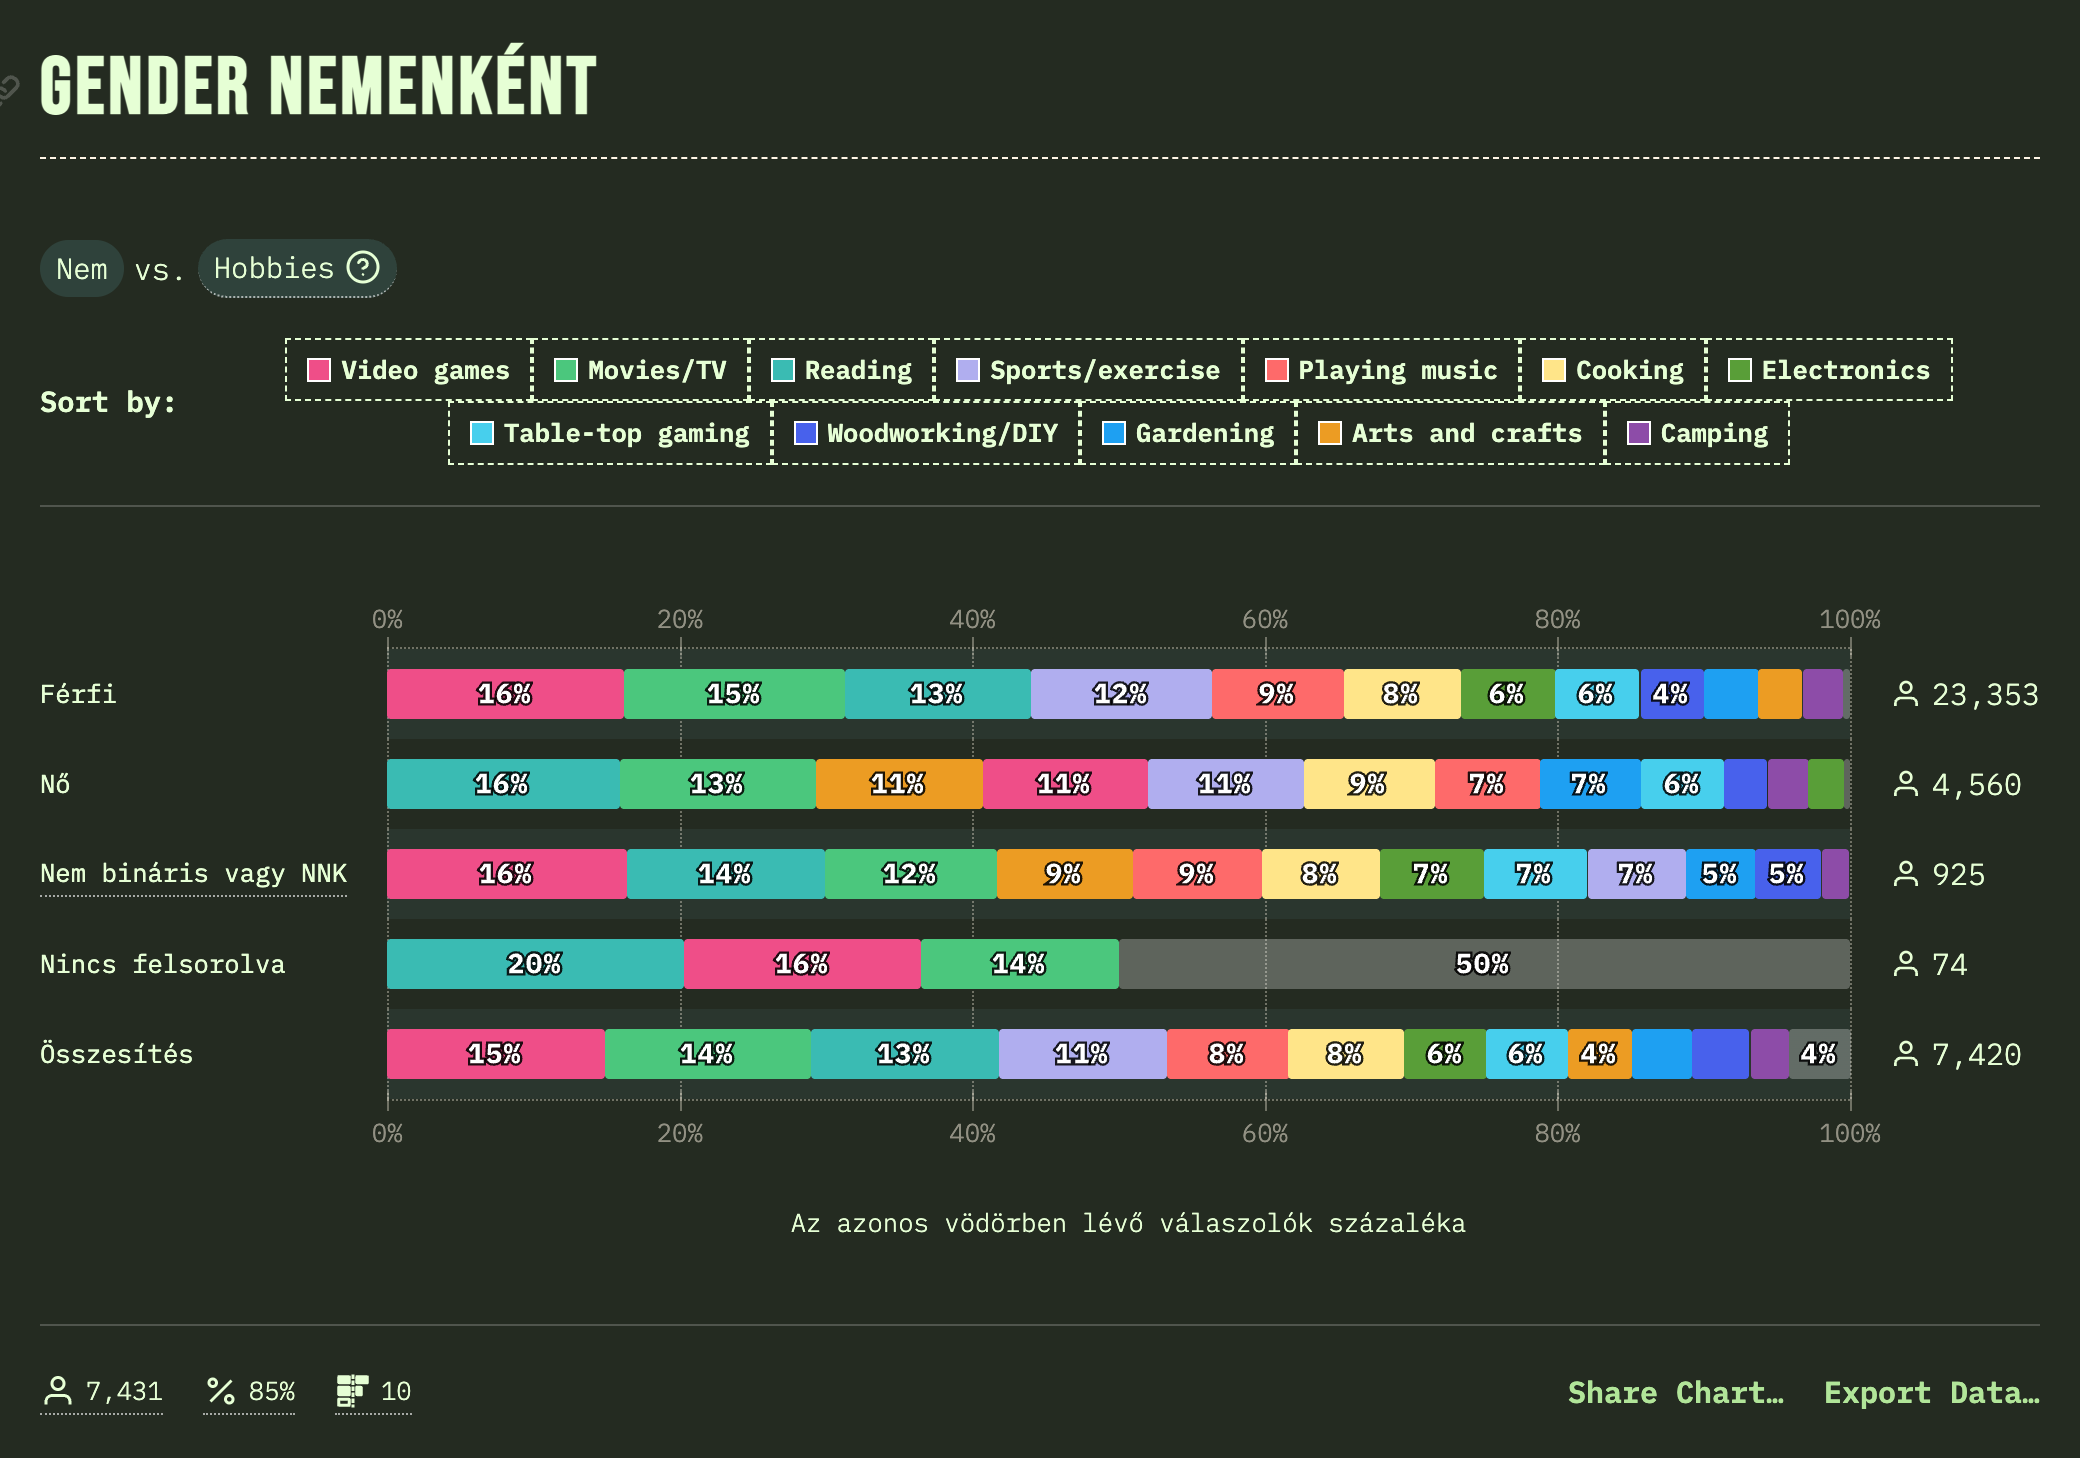 GENDER NEMENKÉNT
Nem vs. Hobbies ?
Sort by:
Video games Movies/TV Reading Sports/exercise Playing music Cooking Electronics
Table-top gaming Woodworking/DIY Gardening Arts and crafts Camping
0% 20% 40% 60% 80% 100%
Férfi 16% 15% 13% 12% 9% 8% 6% 6% 4% 23,353
Nő 16% 13% 11% 11% 11% 9% 7% 7% 6% 4,560
Nem bináris vagy NNK 16% 14% 12% 9% 9% 8% 7% 7% 7% 5% 5% 925
Nincs felsorolva 20% 16% 14% 50% 74
Összesítés 15% 14% 13% 11% 8% 8% 6% 6% 4% 4% 7,420
0% 20% 40% 60% 80% 100%
Az azonos vödörben lévő válaszolók százaléka
7,431 85% 10 Share Chart… Export Data…